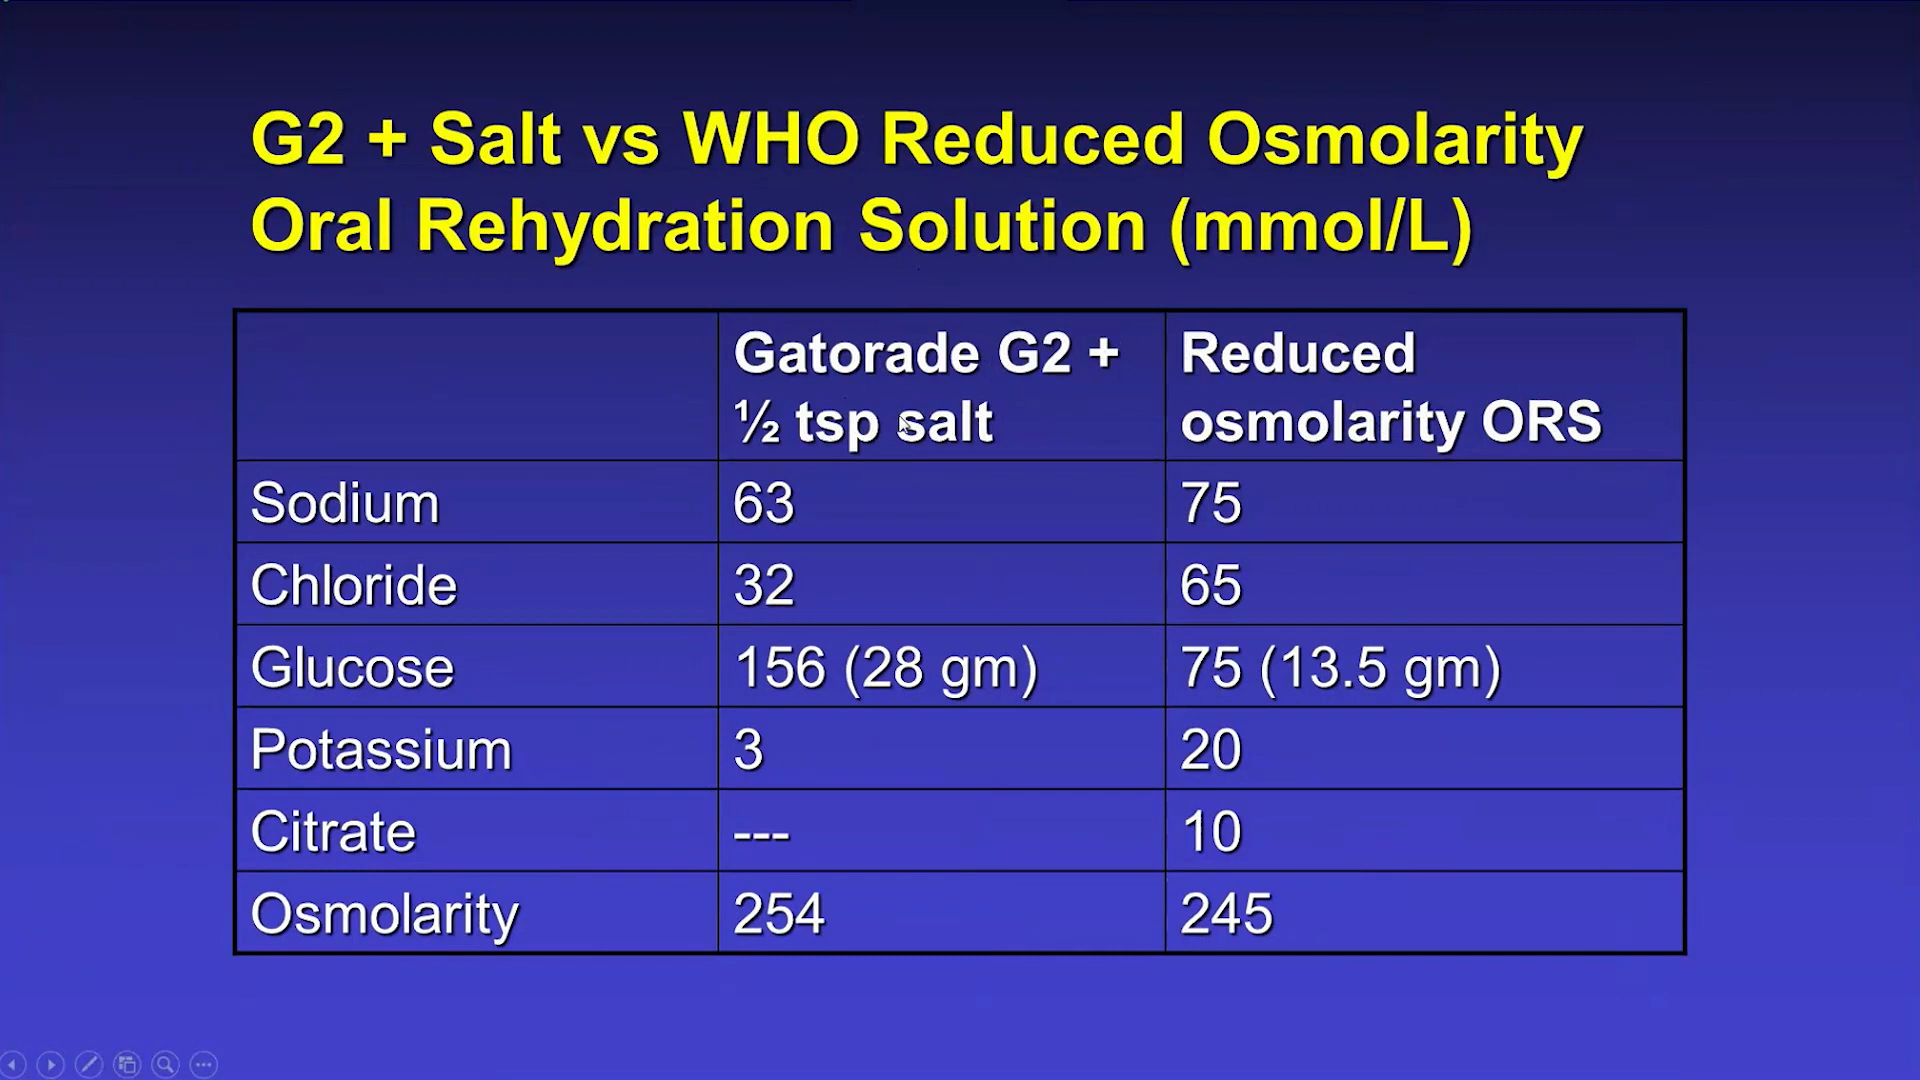 G2 + Salt vs WHO Reduced Osmolarity
Oral Rehydration Solution (mmol/L)
Gatorade G2 +
½ tsp salt
Reduced
osmolarity ORS
Sodium 63 75
Chloride 32 65
Glucose 156 (28 gm) 75 (13.5 gm)
Potassium 3 20
Citrate --- 10
Osmolarity 254 245